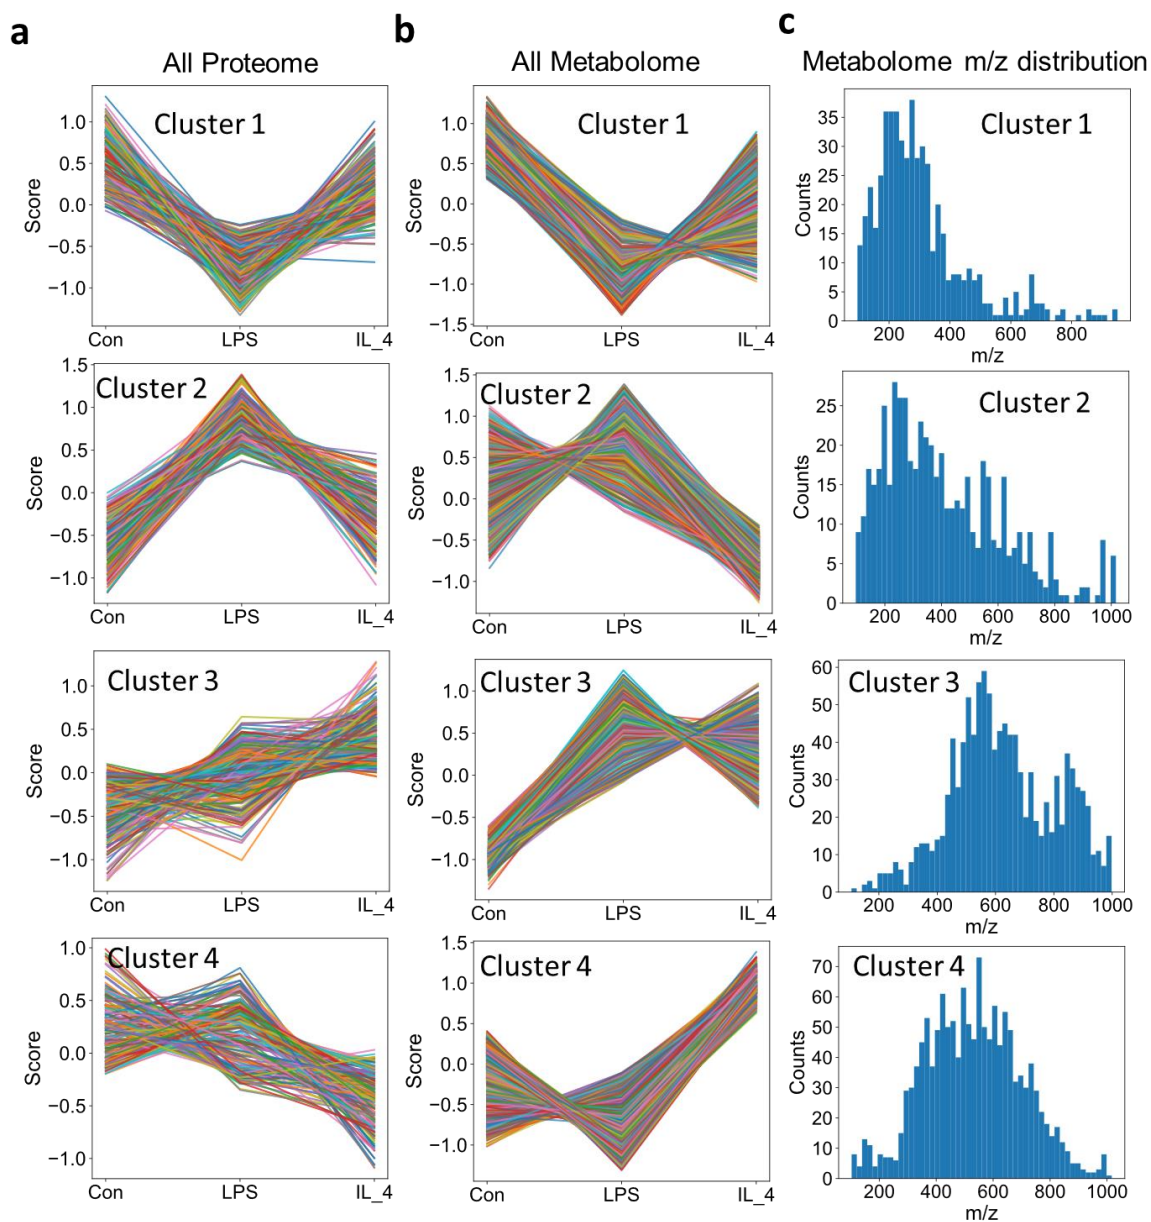 a
b
c
All Proteome
All Metabolome
Metabolome m/z distribution
Cluster 1
1.0
0.5
0.0
−0.5
−1.0
Score
Con
LPS
IL_4
Cluster 1
1.0
0.5
0.0
−0.5
−1.0
−1.5
Score
Con
LPS
IL_4
Cluster 1
35
30
25
20
15
10
5
0
Counts
200
400
600
800
m/z
Cluster 2
1.5
1.0
0.5
0.0
−0.5
−1.0
Score
Con
LPS
IL_4
Cluster 2
1.5
1.0
0.5
0.0
−0.5
−1.0
Score
Con
LPS
IL_4
Cluster 2
25
20
15
10
5
0
Counts
200
400
600
800
1000
m/z
Cluster 3
1.0
0.5
0.0
−0.5
−1.0
Score
Con
LPS
IL_4
Cluster 3
1.0
0.5
0.0
−0.5
−1.0
Score
Con
LPS
IL_4
Cluster 3
60
50
40
30
20
10
0
Counts
200
400
600
800
1000
m/z
Cluster 4
1.0
0.5
0.0
−0.5
−1.0
Score
Con
LPS
IL_4
Cluster 4
1.5
1.0
0.5
0.0
−0.5
−1.0
Score
Con
LPS
IL_4
Cluster 4
70
60
50
40
30
20
10
0
Counts
200
400
600
800
1000
m/z